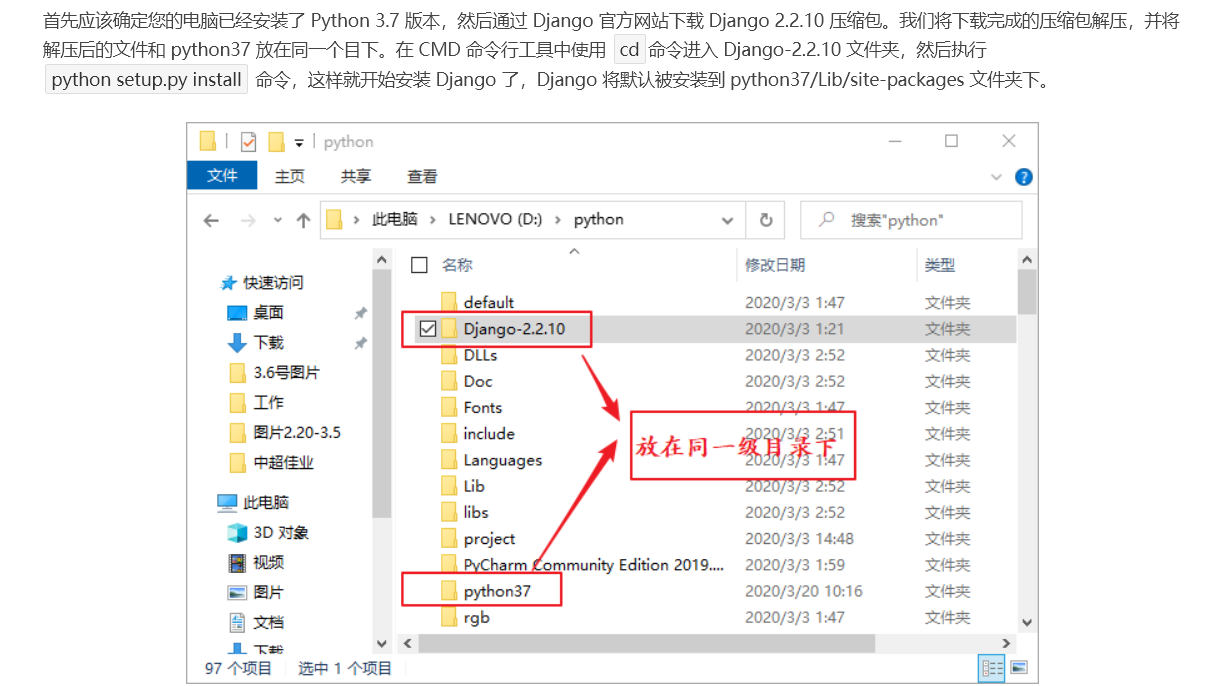 首先应该确定您的电脑已经安装了 Python 3.7 版本，然后通过 Django 官方网站下载 Django 2.2.10 压缩包。我们将下载完成的压缩包解压，并将
解压后的文件和 python37 放在同一个目下。在 CMD 命令行工具中使用 cd 命令进入 Django-2.2.10 文件夹，然后执行
python setup.py install 命令，这样就开始安装 Django 了，Django 将默认被安装到 python37/Lib/site-packages 文件夹下。
python
文件 主页 共享 查看
此电脑 › LENOVO (D:) › python 搜索"python"
名称 修改日期 类型
快速访问
桌面
下载
3.6号图片
工作
图片2.20-3.5
中超佳业
此电脑
3D 对象
视频
图片
文档
下载
default 2020/3/3 1:47 文件夹
Django-2.2.10 2020/3/3 1:21 文件夹
DLLs 2020/3/3 2:52 文件夹
Doc 2020/3/3 2:52 文件夹
Fonts 2020/3/3 1:47 文件夹
include 2020/3/3 2:51 文件夹
放在同一级目录下
Languages 2020/3/3 1:47 文件夹
Lib 2020/3/3 2:52 文件夹
libs 2020/3/3 2:52 文件夹
project 2020/3/3 14:48 文件夹
PyCharm Community Edition 2019.... 2020/3/3 1:59 文件夹
python37 2020/3/20 10:16 文件夹
rgb 2020/3/3 1:47 文件夹
97 个项目 选中 1 个项目